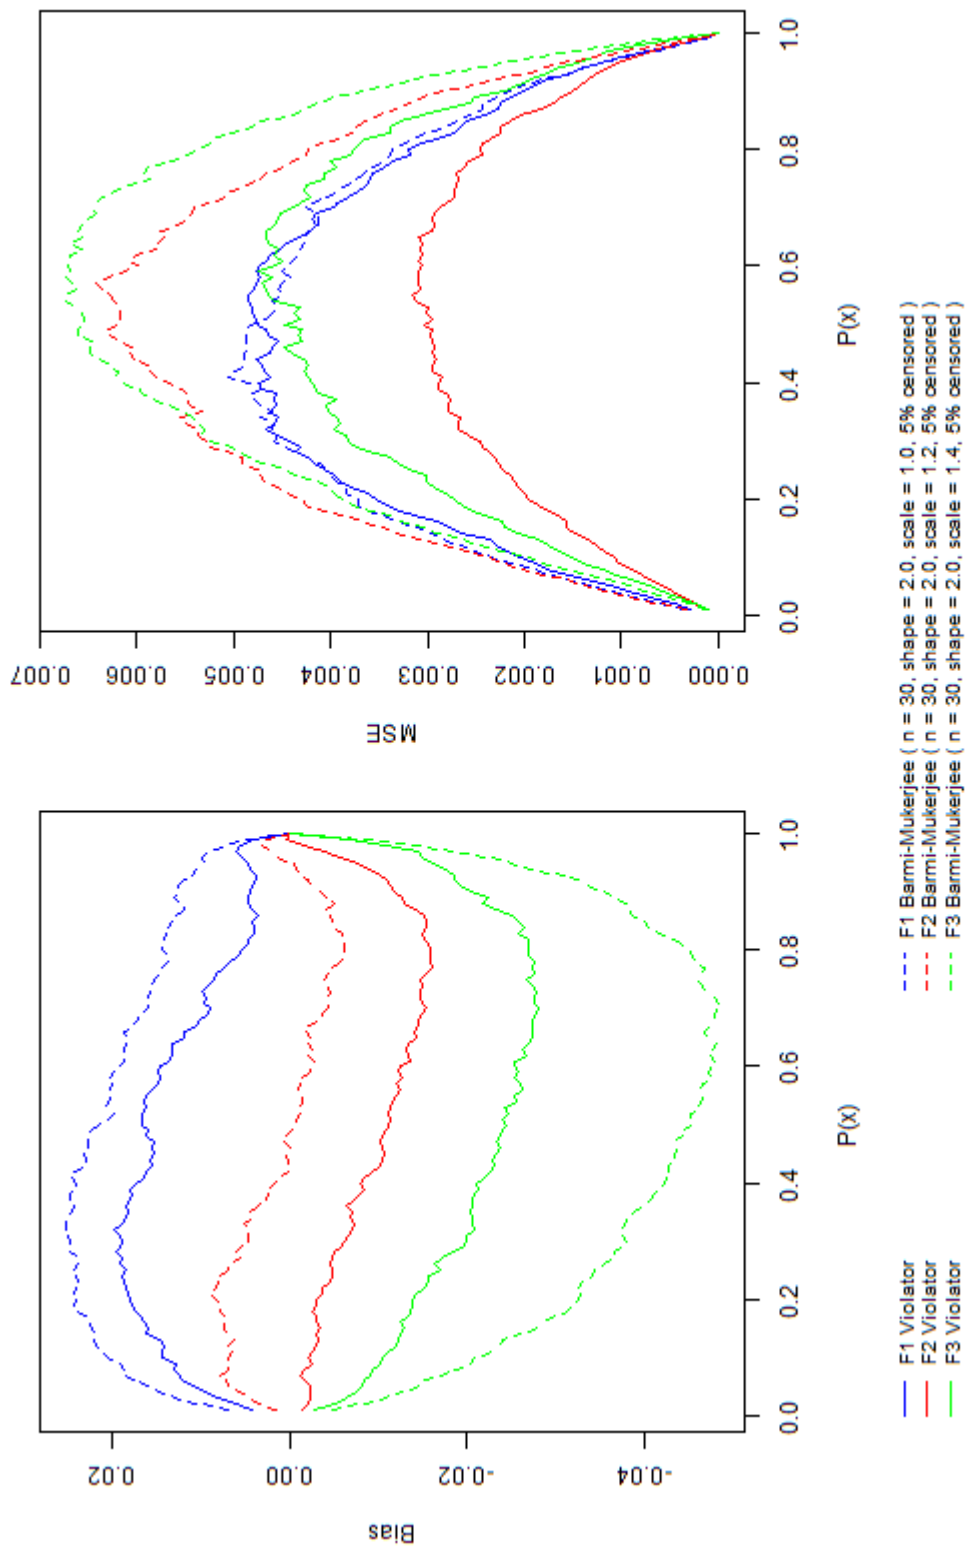 Bias
0.02
0.00
-0.02
-0.04
0.0
0.2
0.4
0.6
0.8
1.0
P(x)
MSE
0.007
0.006
0.005
0.004
0.003
0.002
0.001
0.000
0.0
0.2
0.4
0.6
0.8
1.0
P(x)
F1 Violator
F2 Violator
F3 Violator
F1 Barmi-Mukerjee ( n = 30, shape = 2.0, scale = 1.0, 5% censored )
F2 Barmi-Mukerjee ( n = 30, shape = 2.0, scale = 1.2, 5% censored )
F3 Barmi-Mukerjee ( n = 30, shape = 2.0, scale = 1.4, 5% censored )